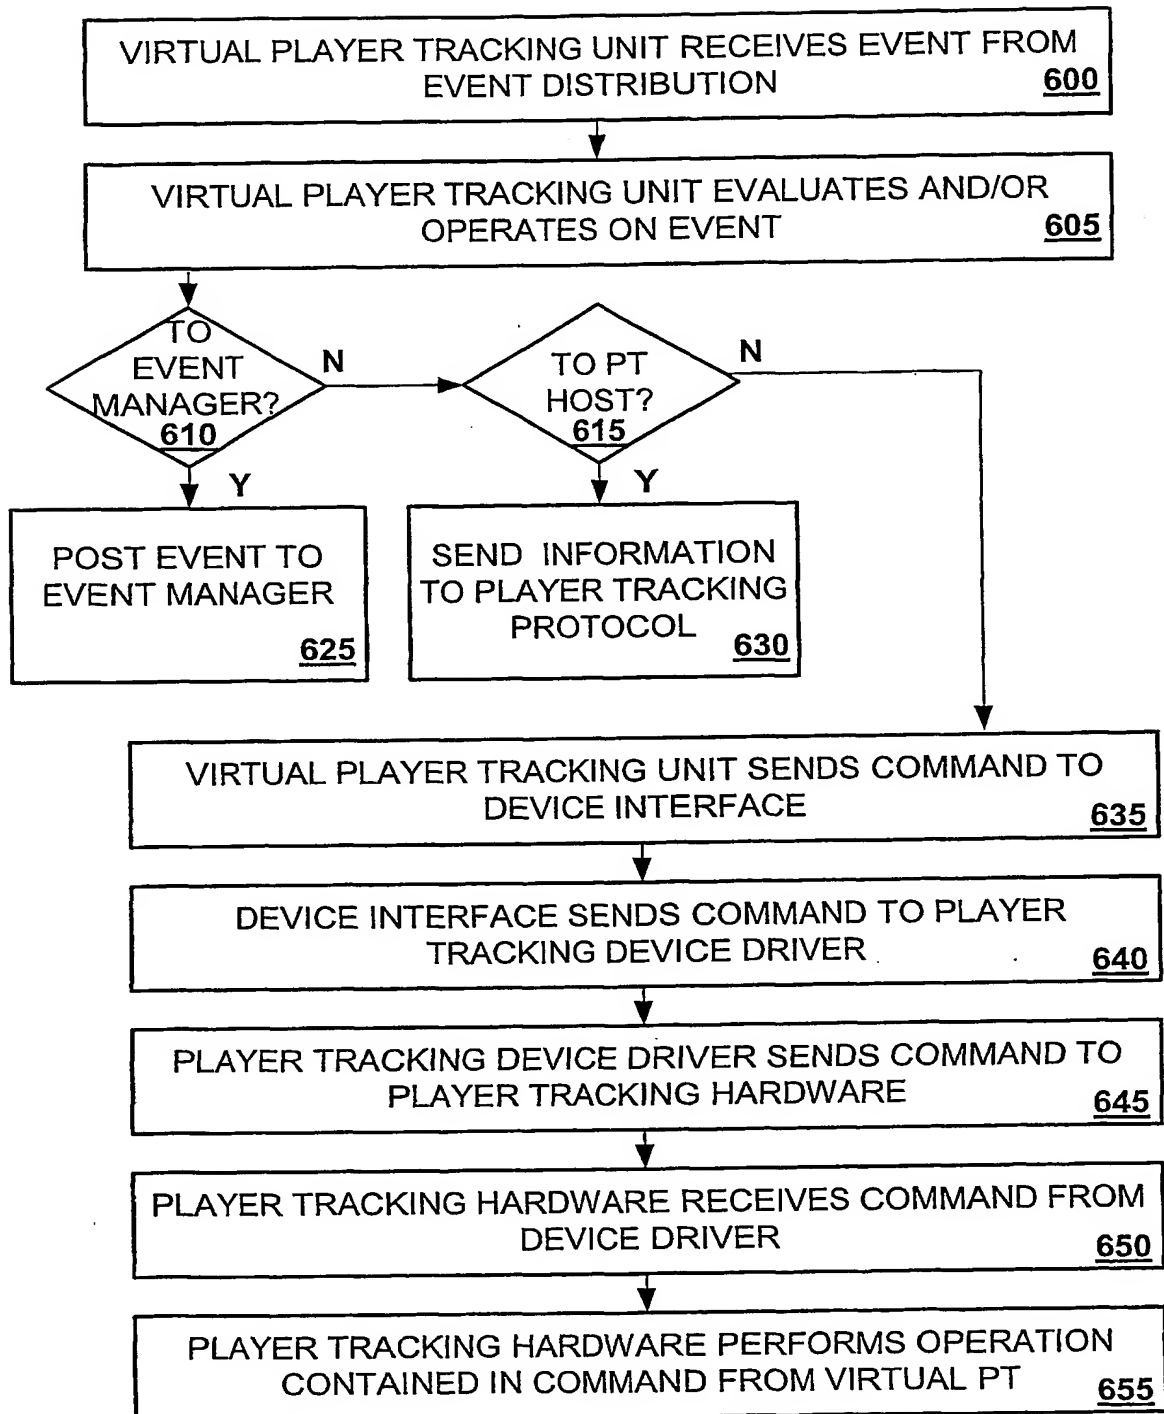 VIRTUAL PLAYER TRACKING UNIT RECEIVES EVENT FROM
EVENT DISTRIBUTION
600
VIRTUAL PLAYER TRACKING UNIT EVALUATES AND/OR
OPERATES ON EVENT
605
TO
EVENT
MANAGER?
610
N
TO PT
HOST?
615
N
Y
Y
POST EVENT TO
EVENT MANAGER
625
SEND INFORMATION
TO PLAYER TRACKING
PROTOCOL
630
VIRTUAL PLAYER TRACKING UNIT SENDS COMMAND TO
DEVICE INTERFACE
635
DEVICE INTERFACE SENDS COMMAND TO PLAYER
TRACKING DEVICE DRIVER
640
PLAYER TRACKING DEVICE DRIVER SENDS COMMAND TO
PLAYER TRACKING HARDWARE
645
PLAYER TRACKING HARDWARE RECEIVES COMMAND FROM
DEVICE DRIVER
650
PLAYER TRACKING HARDWARE PERFORMS OPERATION
CONTAINED IN COMMAND FROM VIRTUAL PT
655